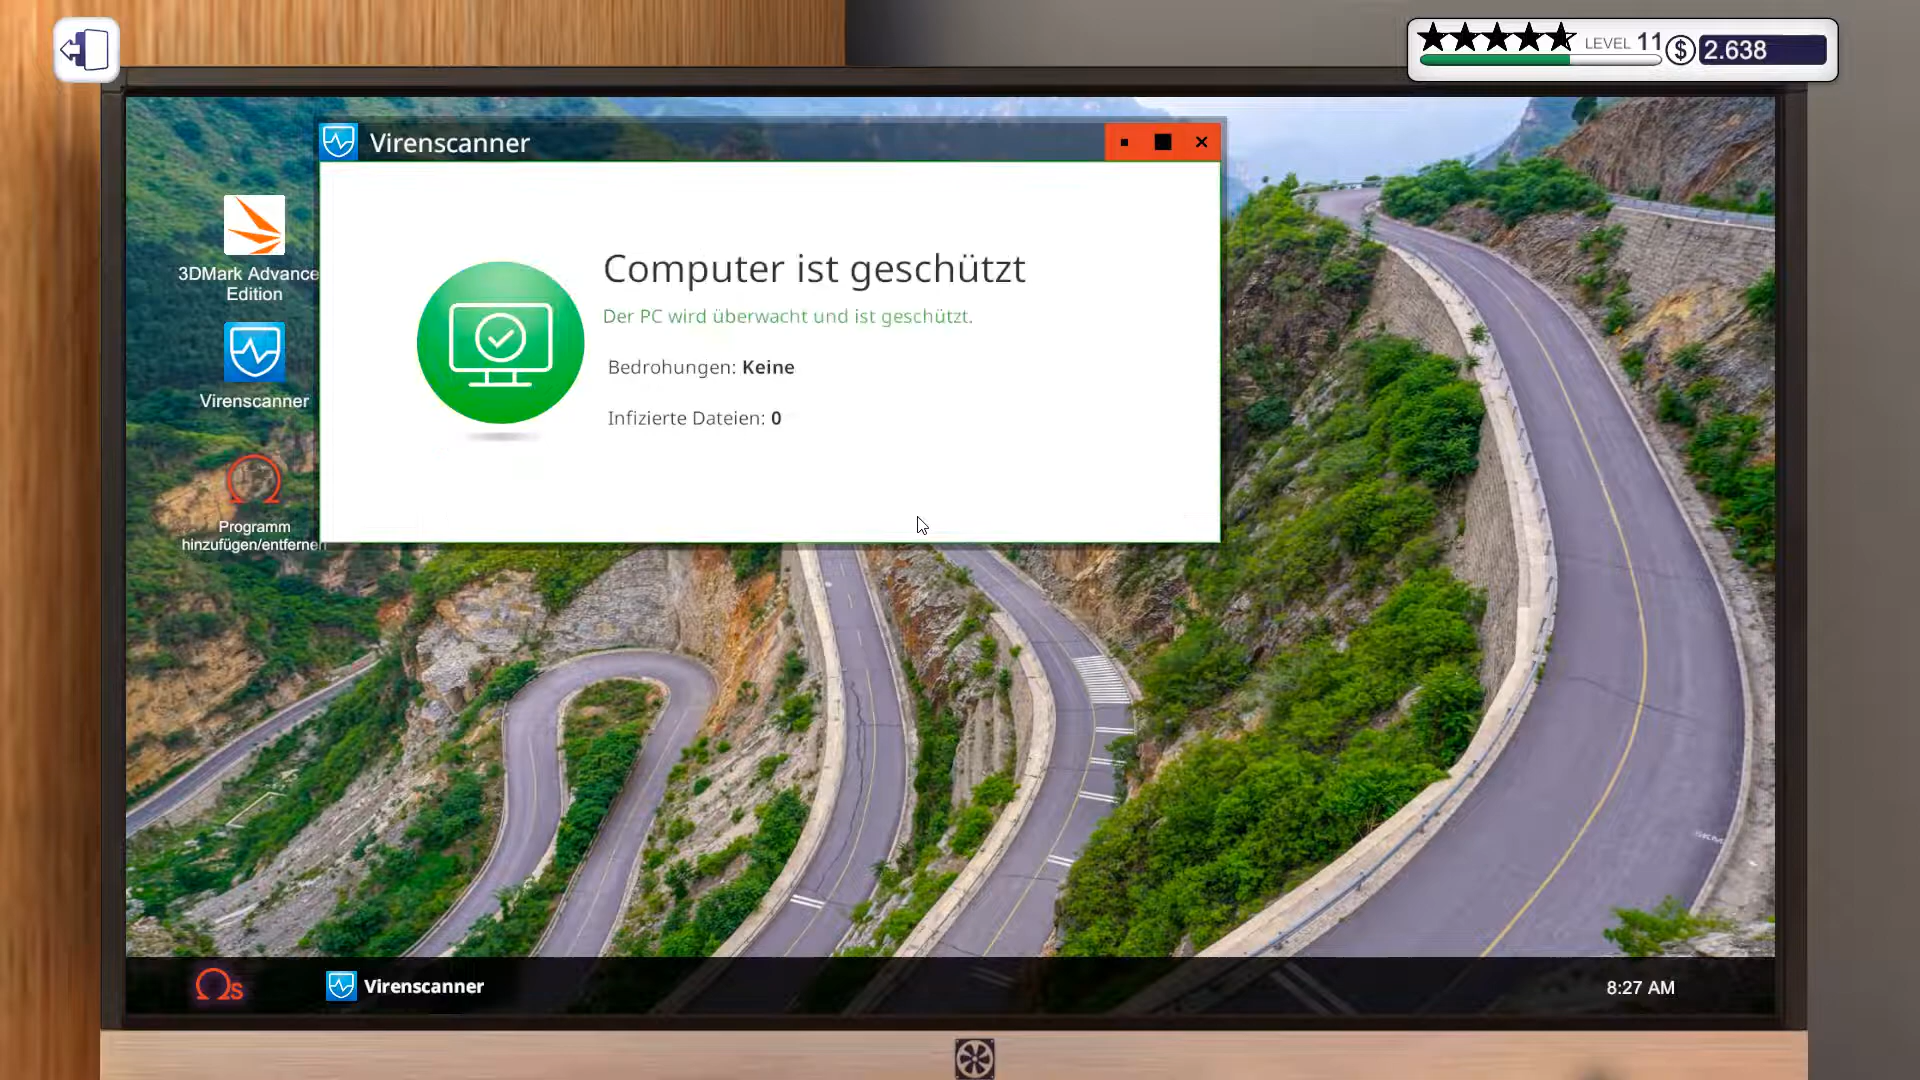 LEVEL 11
2.638
Virenscanner
3DMark Advance
Edition
Computer ist geschützt
Der PC wird überwacht und ist geschützt.
Bedrohungen: Keine
Infizierte Dateien: 0
Virenscanner
Programm
hinzufügen/entfernen
Ωs
Virenscanner
8:27 AM